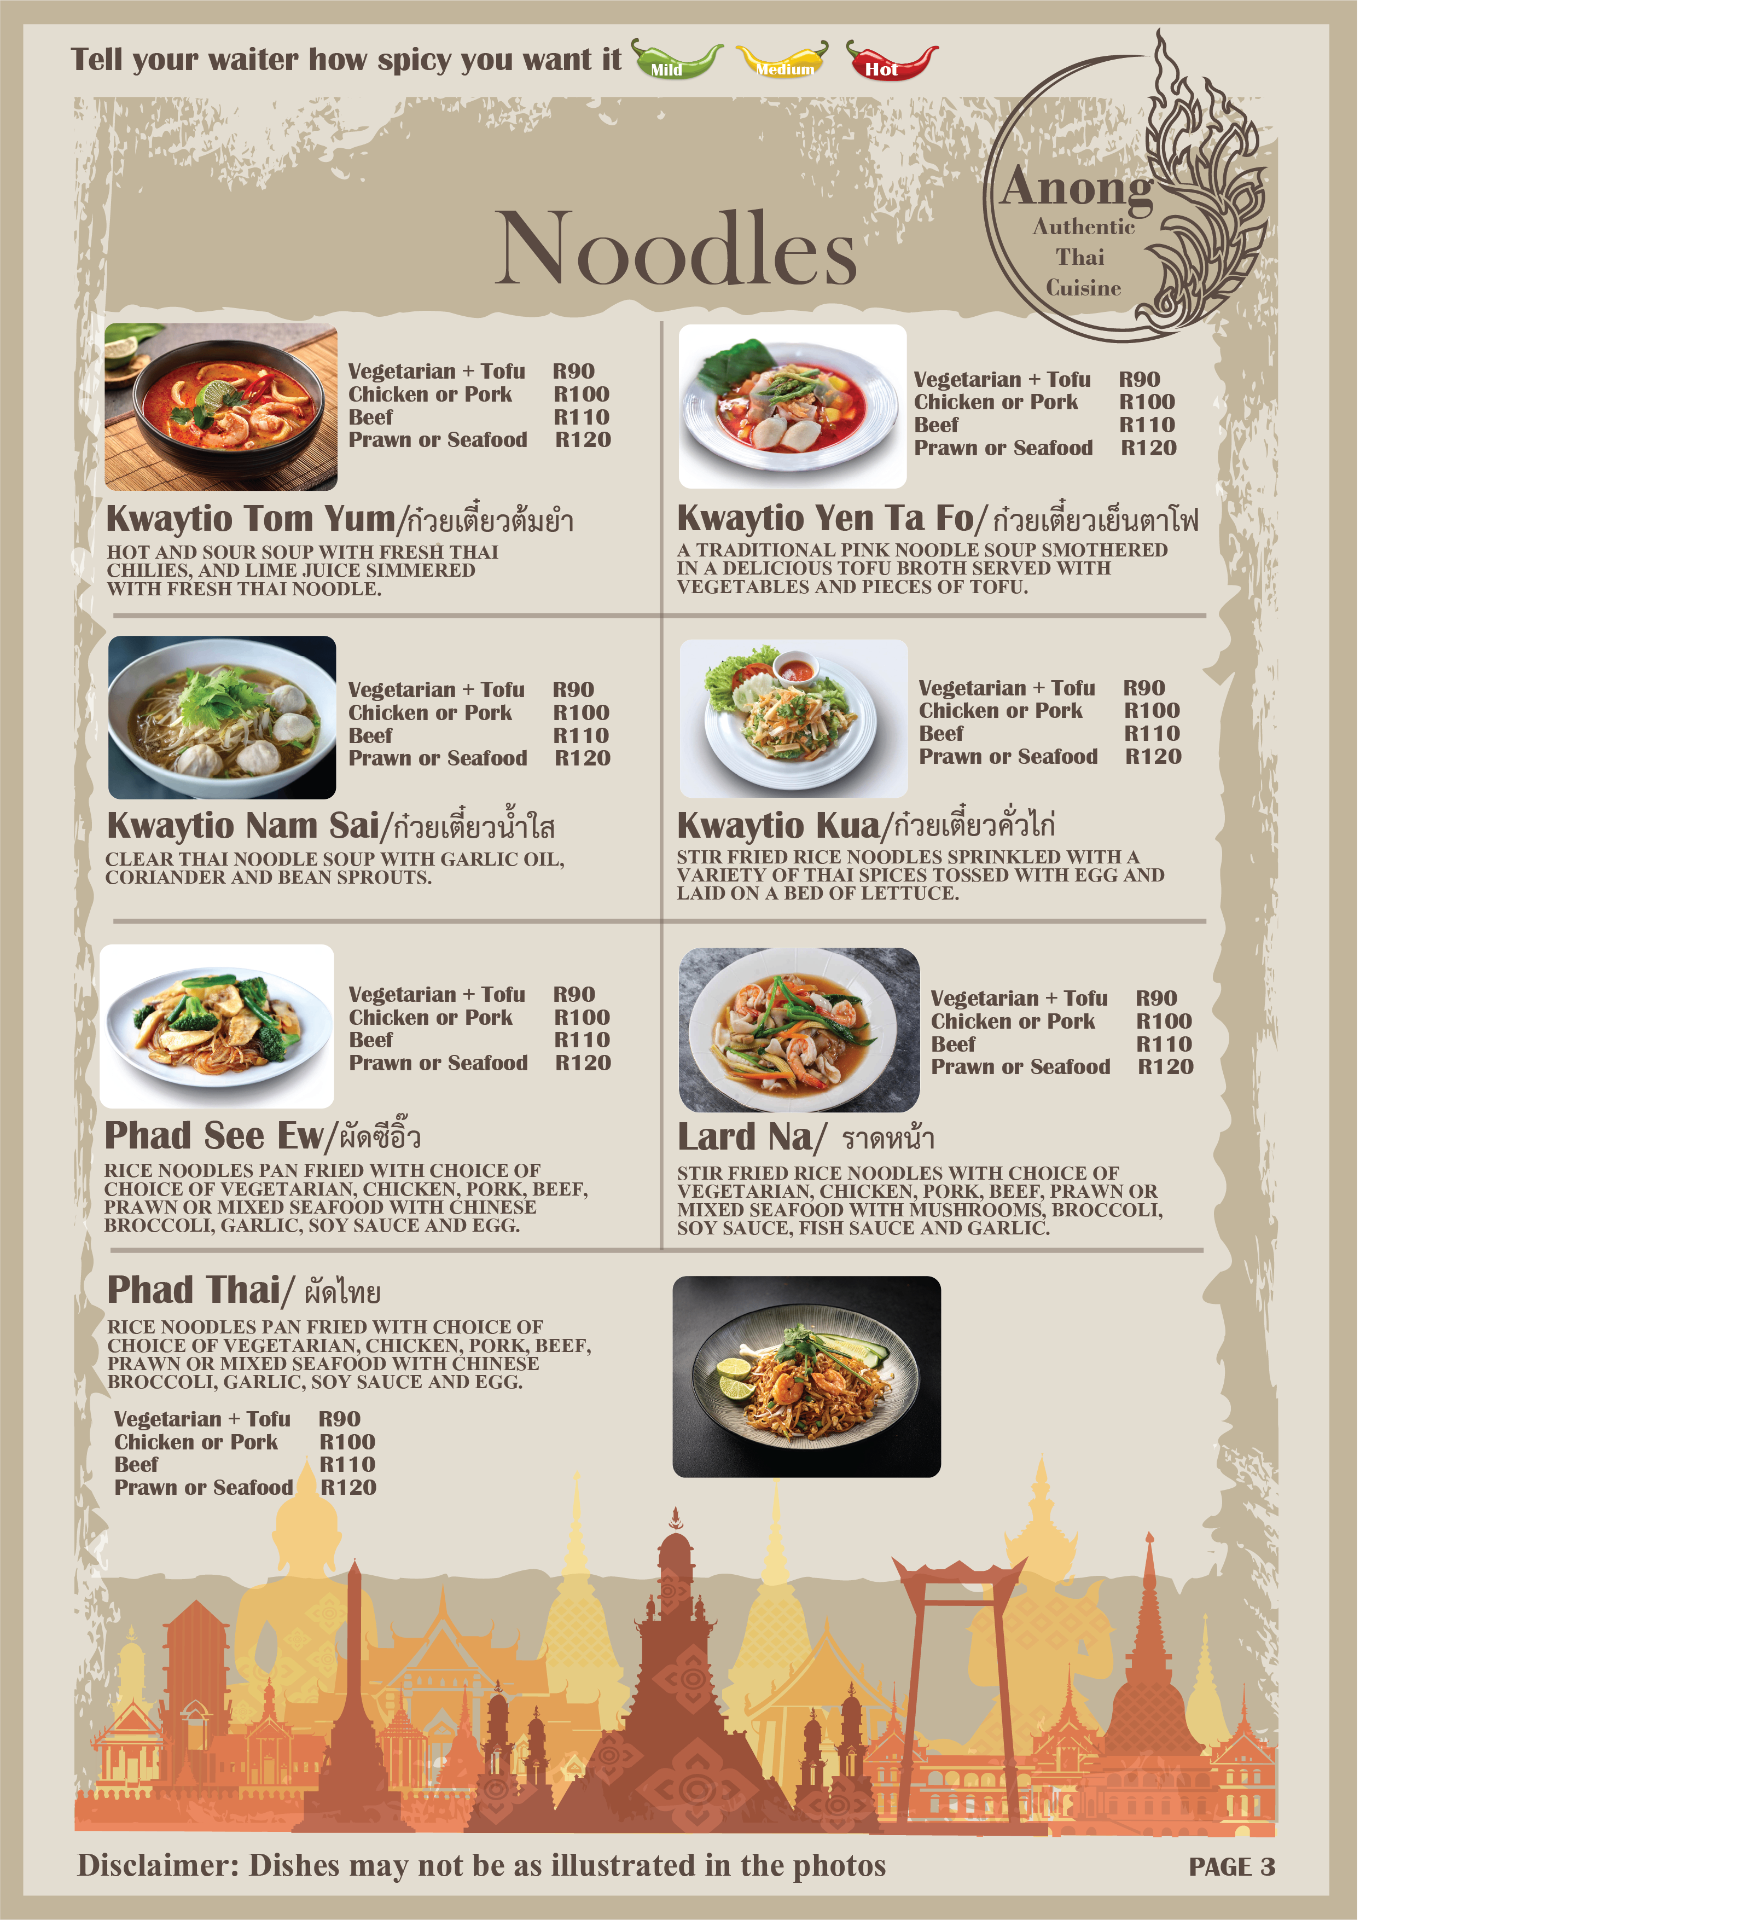 Tell your waiter how spicy you want it Mild Medium Hot
Anong
Authentic
Thai
Cuisine
Noodles
Vegetarian + Tofu R90
Chicken or Pork R100
Beef R110
Prawn or Seafood R120
Kwaytio Tom Yum/ก๋วยเตี๋ยวต้มยำ
HOT AND SOUR SOUP WITH FRESH THAI
CHILIES, AND LIME JUICE SIMMERED
WITH FRESH THAI NOODLE.
Vegetarian + Tofu R90
Chicken or Pork R100
Beef R110
Prawn or Seafood R120
Kwaytio Yen Ta Fo/ ก๋วยเตี๋ยวเย็นตาโฟ
A TRADITIONAL PINK NOODLE SOUP SMOTHERED
IN A DELICIOUS TOFU BROTH SERVED WITH
VEGETABLES AND PIECES OF TOFU.
Vegetarian + Tofu R90
Chicken or Pork R100
Beef R110
Prawn or Seafood R120
Kwaytio Nam Sai/ก๋วยเตี๋ยวน้ำใส
CLEAR THAI NOODLE SOUP WITH GARLIC OIL,
CORIANDER AND BEAN SPROUTS.
Vegetarian + Tofu R90
Chicken or Pork R100
Beef R110
Prawn or Seafood R120
Kwaytio Kua/ก๋วยเตี๋ยวคั่วไก่
STIR FRIED RICE NOODLES SPRINKLED WITH A
VARIETY OF THAI SPICES TOSSED WITH EGG AND
LAID ON A BED OF LETTUCE.
Vegetarian + Tofu R90
Chicken or Pork R100
Beef R110
Prawn or Seafood R120
Phad See Ew/ผัดซีอิ๊ว
RICE NOODLES PAN FRIED WITH CHOICE OF
CHOICE OF VEGETARIAN, CHICKEN, PORK, BEEF,
PRAWN OR MIXED SEAFOOD WITH CHINESE
BROCCOLI, GARLIC, SOY SAUCE AND EGG.
Vegetarian + Tofu R90
Chicken or Pork R100
Beef R110
Prawn or Seafood R120
Lard Na/ ราดหน้า
STIR FRIED RICE NOODLES WITH CHOICE OF
VEGETARIAN, CHICKEN, PORK, BEEF, PRAWN OR
MIXED SEAFOOD WITH MUSHROOMS, BROCCOLI,
SOY SAUCE, FISH SAUCE AND GARLIC.
Phad Thai/ ผัดไทย
RICE NOODLES PAN FRIED WITH CHOICE OF
CHOICE OF VEGETARIAN, CHICKEN, PORK, BEEF,
PRAWN OR MIXED SEAFOOD WITH CHINESE
BROCCOLI, GARLIC, SOY SAUCE AND EGG.
Vegetarian + Tofu R90
Chicken or Pork R100
Beef R110
Prawn or Seafood R120
Disclaimer: Dishes may not be as illustrated in the photos
PAGE 3